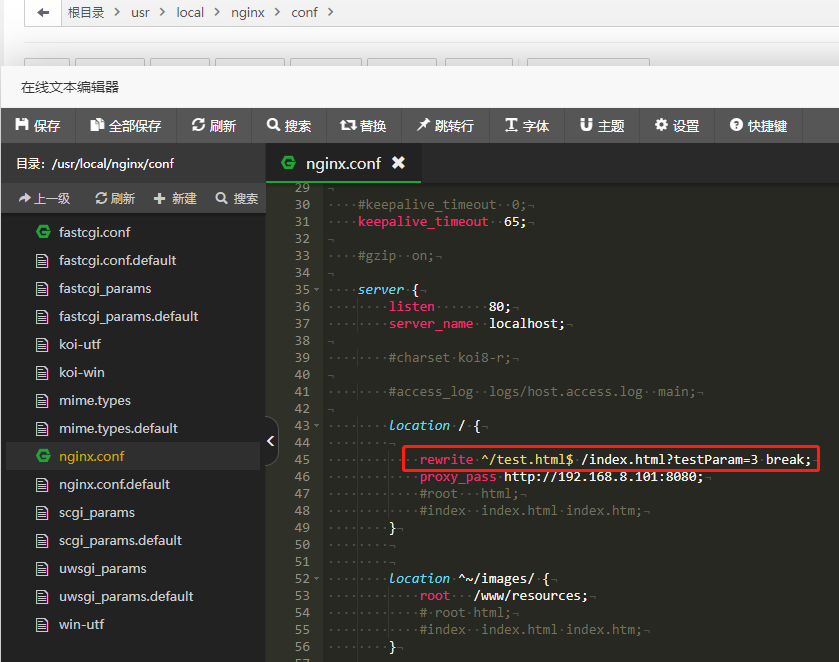 根目录 > usr > local > nginx > conf >
在线文本编辑器
保存 全部保存 刷新 搜索 替换 跳转行 字体 主题 设置 快捷键
目录: /usr/local/nginx/conf
nginx.conf
上一级 刷新 新建 搜索
fastcgi.conf
fastcgi.conf.default
fastcgi_params
fastcgi_params.default
koi-utf
koi-win
mime.types
mime.types.default
nginx.conf
nginx.conf.default
scgi_params
scgi_params.default
uwsgi_params
uwsgi_params.default
win-utf
29
30 #keepalive_timeout 0;
31 keepalive_timeout 65;
32
33 #gzip on;
34
35 server {
36 listen 80;
37 server_name localhost;
38
39 #charset koi8-r;
40
41 #access_log logs/host.access.log main;
42
43 location / {
44
45 rewrite ^/test.html$ /index.html?testParam=3 break;
46 proxy_pass http://192.168.8.101:8080;
47 #root html;
48 #index index.html index.htm;
49 }
50
51
52 location ^~/images/ {
53 root /www/resources;
54 # root html;
55 #index index.html index.htm;
56 }